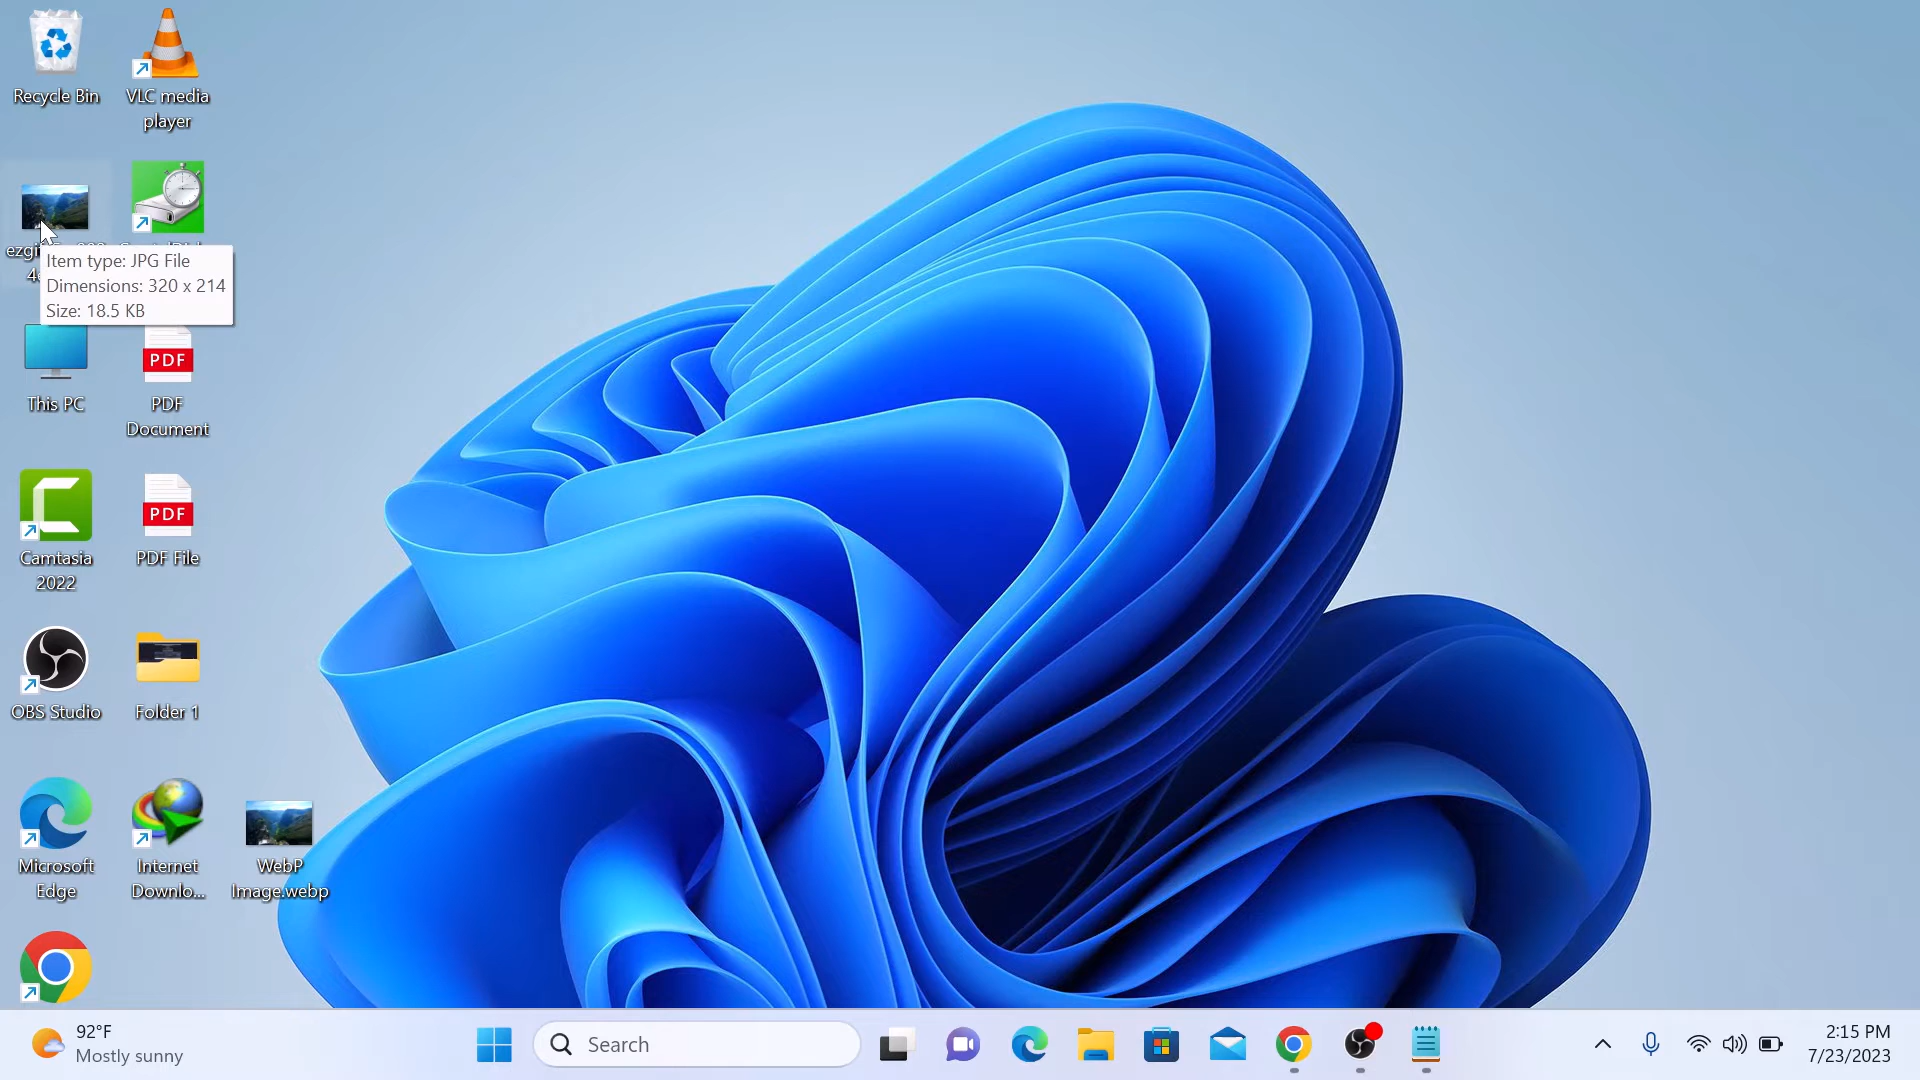 Recycle Bin
VLC media
player
Item type: JPG File
Dimensions: 320 x 214
Size: 18.5 KB
This PC
PDF
PDF
Document
Camtasia
2022
PDF
PDF File
OBS Studio
Folder 1
Microsoft
Edge
Internet
Downlo...
WebP
Image.webp
92°F
Mostly sunny
Search
2:15 PM
7/23/2023